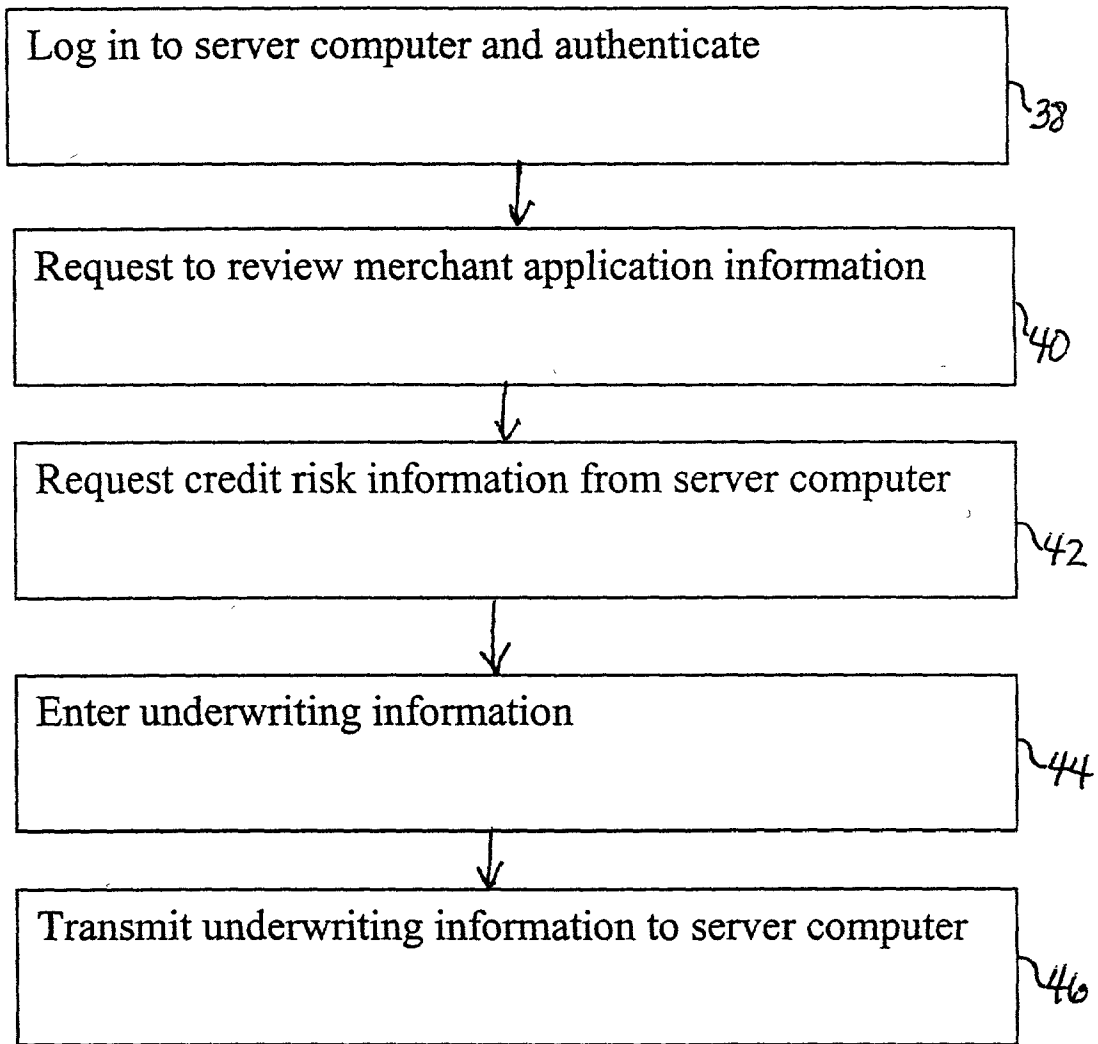 Log in to server computer and authenticate
38
Request to review merchant application information
40
Request credit risk information from server computer
42
Enter underwriting information
44
Transmit underwriting information to server computer
46